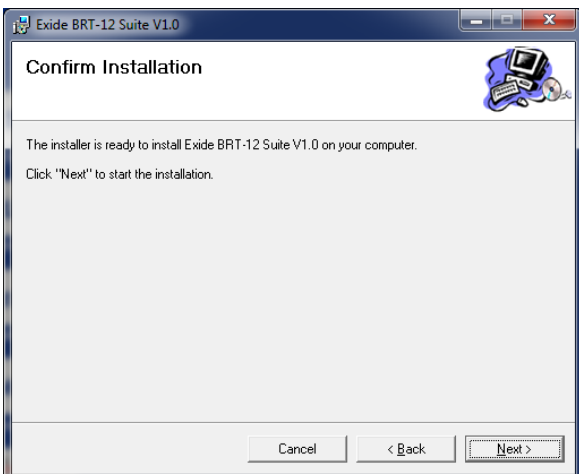 Exide BRT-12 Suite V1.0
Confirm Installation
The installer is ready to install Exide BRT-12 Suite V1.0 on your computer.
Click "Next" to start the installation.
Cancel
< Back
Next >